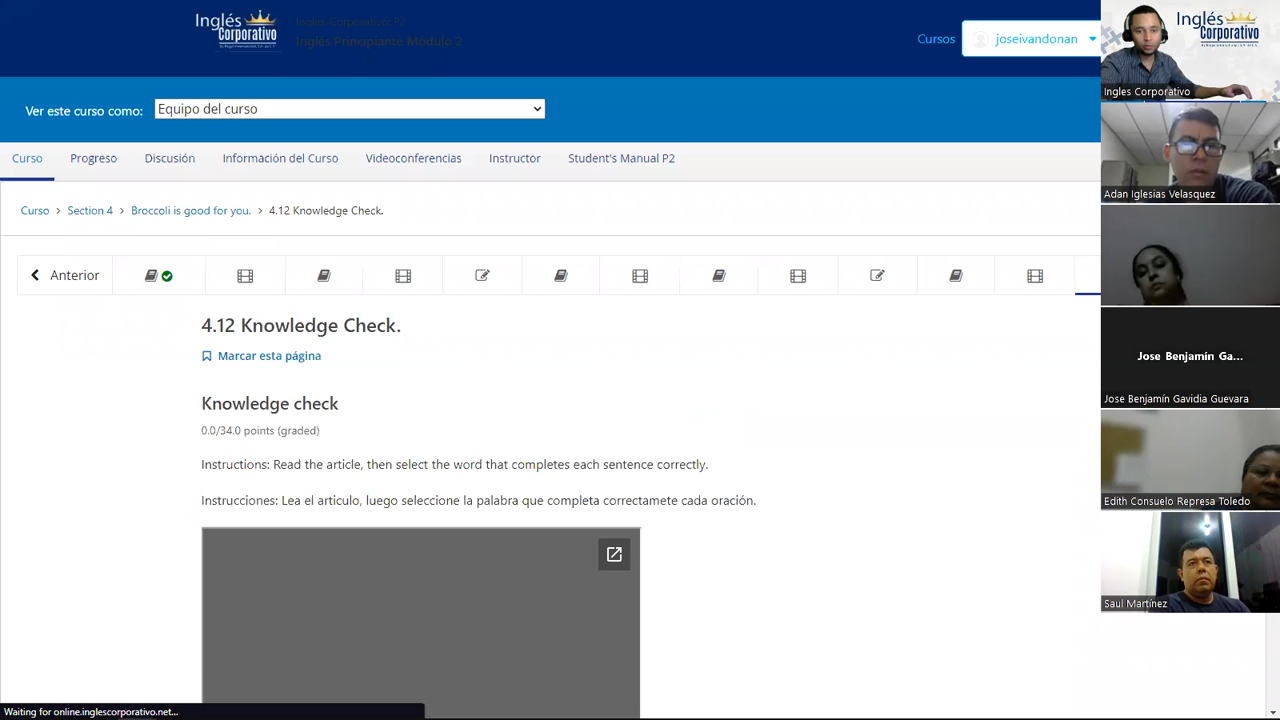 Inglés
Corporativo
Ingles-Corporativo: P2
Inglés Principiante Módulo 2
Cursos
joseivandonan
Ver este curso como:
Equipo del curso
Curso
Progreso
Discusión
Información del Curso
Videoconferencias
Instructor
Student's Manual P2
Curso > Section 4 > Broccoli is good for you. > 4.12 Knowledge Check.
Anterior
4.12 Knowledge Check.
Marcar esta página
Knowledge check
0.0/34.0 points (graded)
Instructions: Read the article, then select the word that completes each sentence correctly.
Instrucciones: Lea el articulo, luego seleccione la palabra que completa correctamete cada oración.
Waiting for online.inglescorporativo.net...
Inglés
Corporativo
Ingles Corporativo
Adan Iglesias Velasquez
Jose Benjamin Ga...
Jose Benjamín Gavidia Guevara
Edith Consuelo Represa Toledo
Saul Martínez